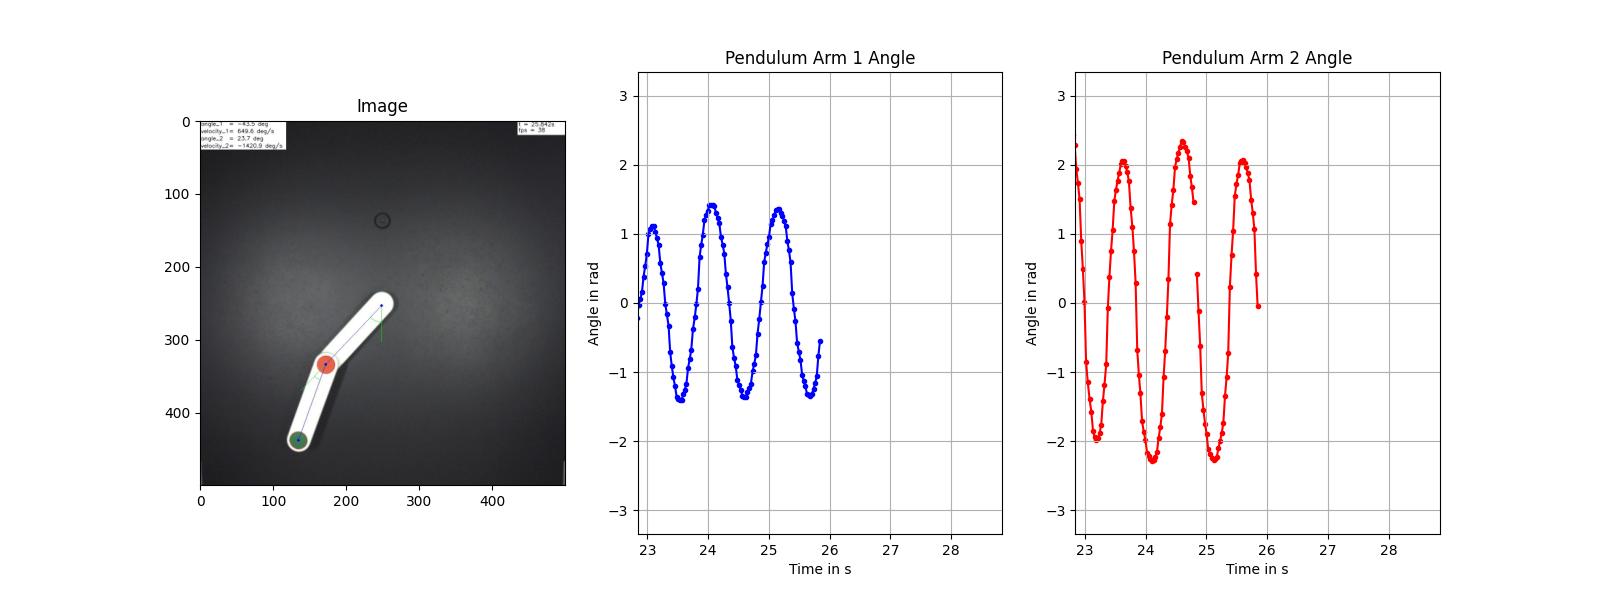 Image
angle_1 = -43.5 deg
velocity_1= 649.6 deg/s
angle_2 = 23.7 deg
velocity_2= -1420.9 deg/s
t = 25.842s
fps = 38
0
100
200
300
400
0 100 200 300 400
Pendulum Arm 1 Angle
Angle in rad
3
2
1
0
−1
−2
−3
23 24 25 26 27 28
Time in s
Pendulum Arm 2 Angle
Angle in rad
3
2
1
0
−1
−2
−3
23 24 25 26 27 28
Time in s